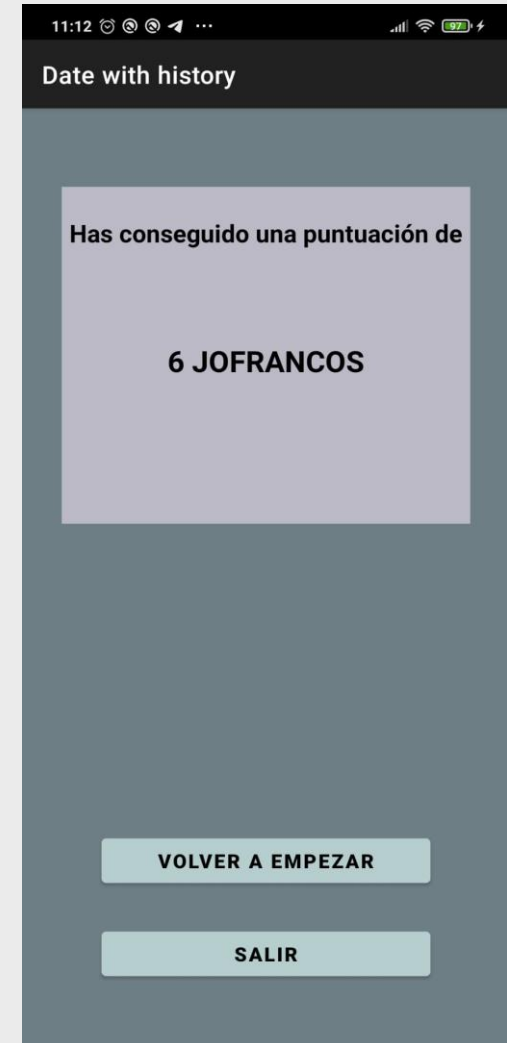 11:12 ...
97
Date with history
Has conseguido una puntuación de
6 JOFRANCOS
VOLVER A EMPEZAR
SALIR